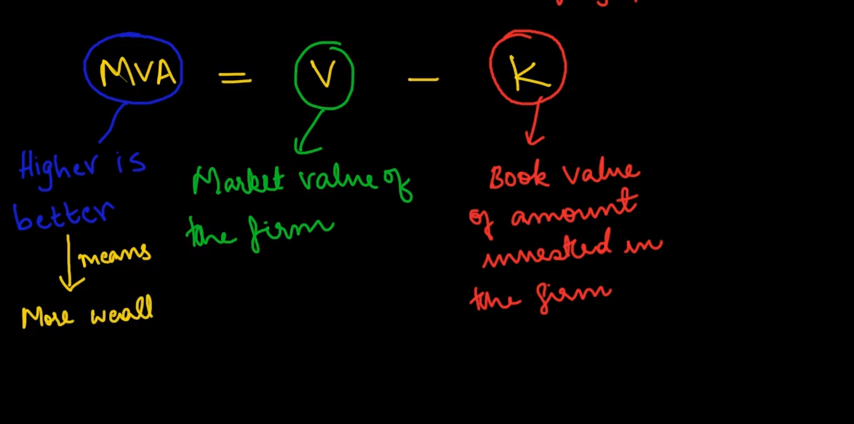 MVA = V - K
Higher is
better
means
More weall
Market value of
the firm
Book value
of amount
invested in
the firm